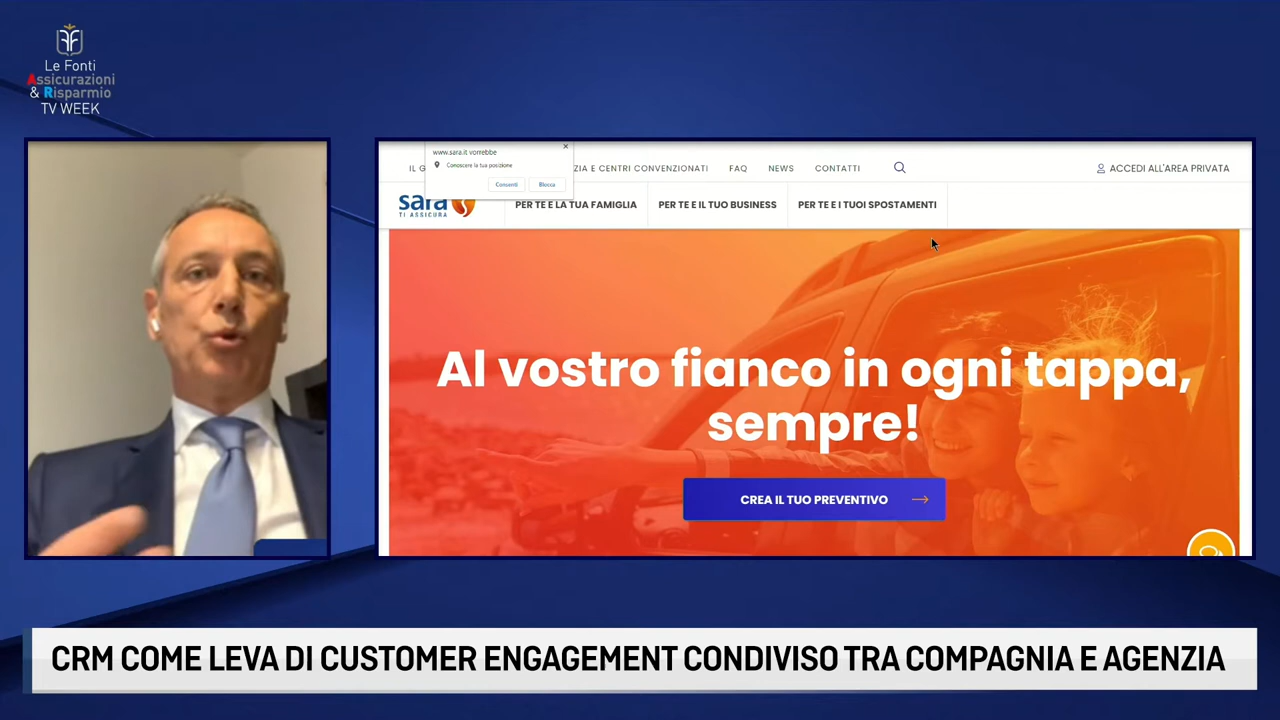 Le Fonti
Assicurazioni
& Risparmio
TV WEEK
www.sara.it vorrebbe
Conoscere la tua posizione
Consenti
Blocca
IL G
ZIA E CENTRI CONVENZIONATI
FAQ
NEWS
CONTATTI
ACCEDI ALL'AREA PRIVATA
sara
TI ASSICURA
PER TE E LA TUA FAMIGLIA
PER TE E IL TUO BUSINESS
PER TE E I TUOI SPOSTAMENTI
Al vostro fianco in ogni tappa,
sempre!
CREA IL TUO PREVENTIVO
CRM COME LEVA DI CUSTOMER ENGAGEMENT CONDIVISO TRA COMPAGNIA E AGENZIA